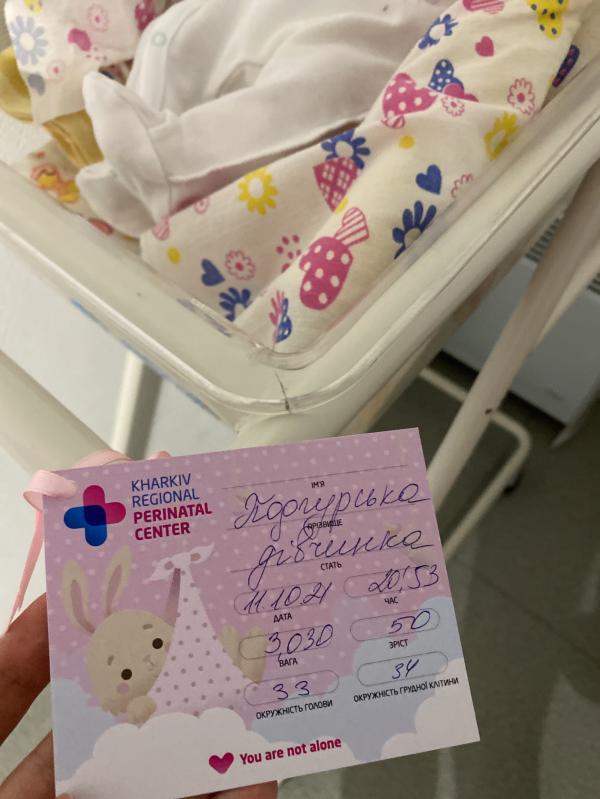 KHARKIV
REGIONAL
PERINATAL
CENTER
ІМ'Я
Подгурська
ПРІЗВИЩЕ
дівчинка
СТАТЬ
11.10.21 20:53
ДАТА ЧАС
3,030 50
ВАГА ЗРІСТ
33 34
ОКРУЖНІСТЬ ГОЛОВИ ОКРУЖНІСТЬ ГРУДНОЇ КЛІТИНИ
You are not alone